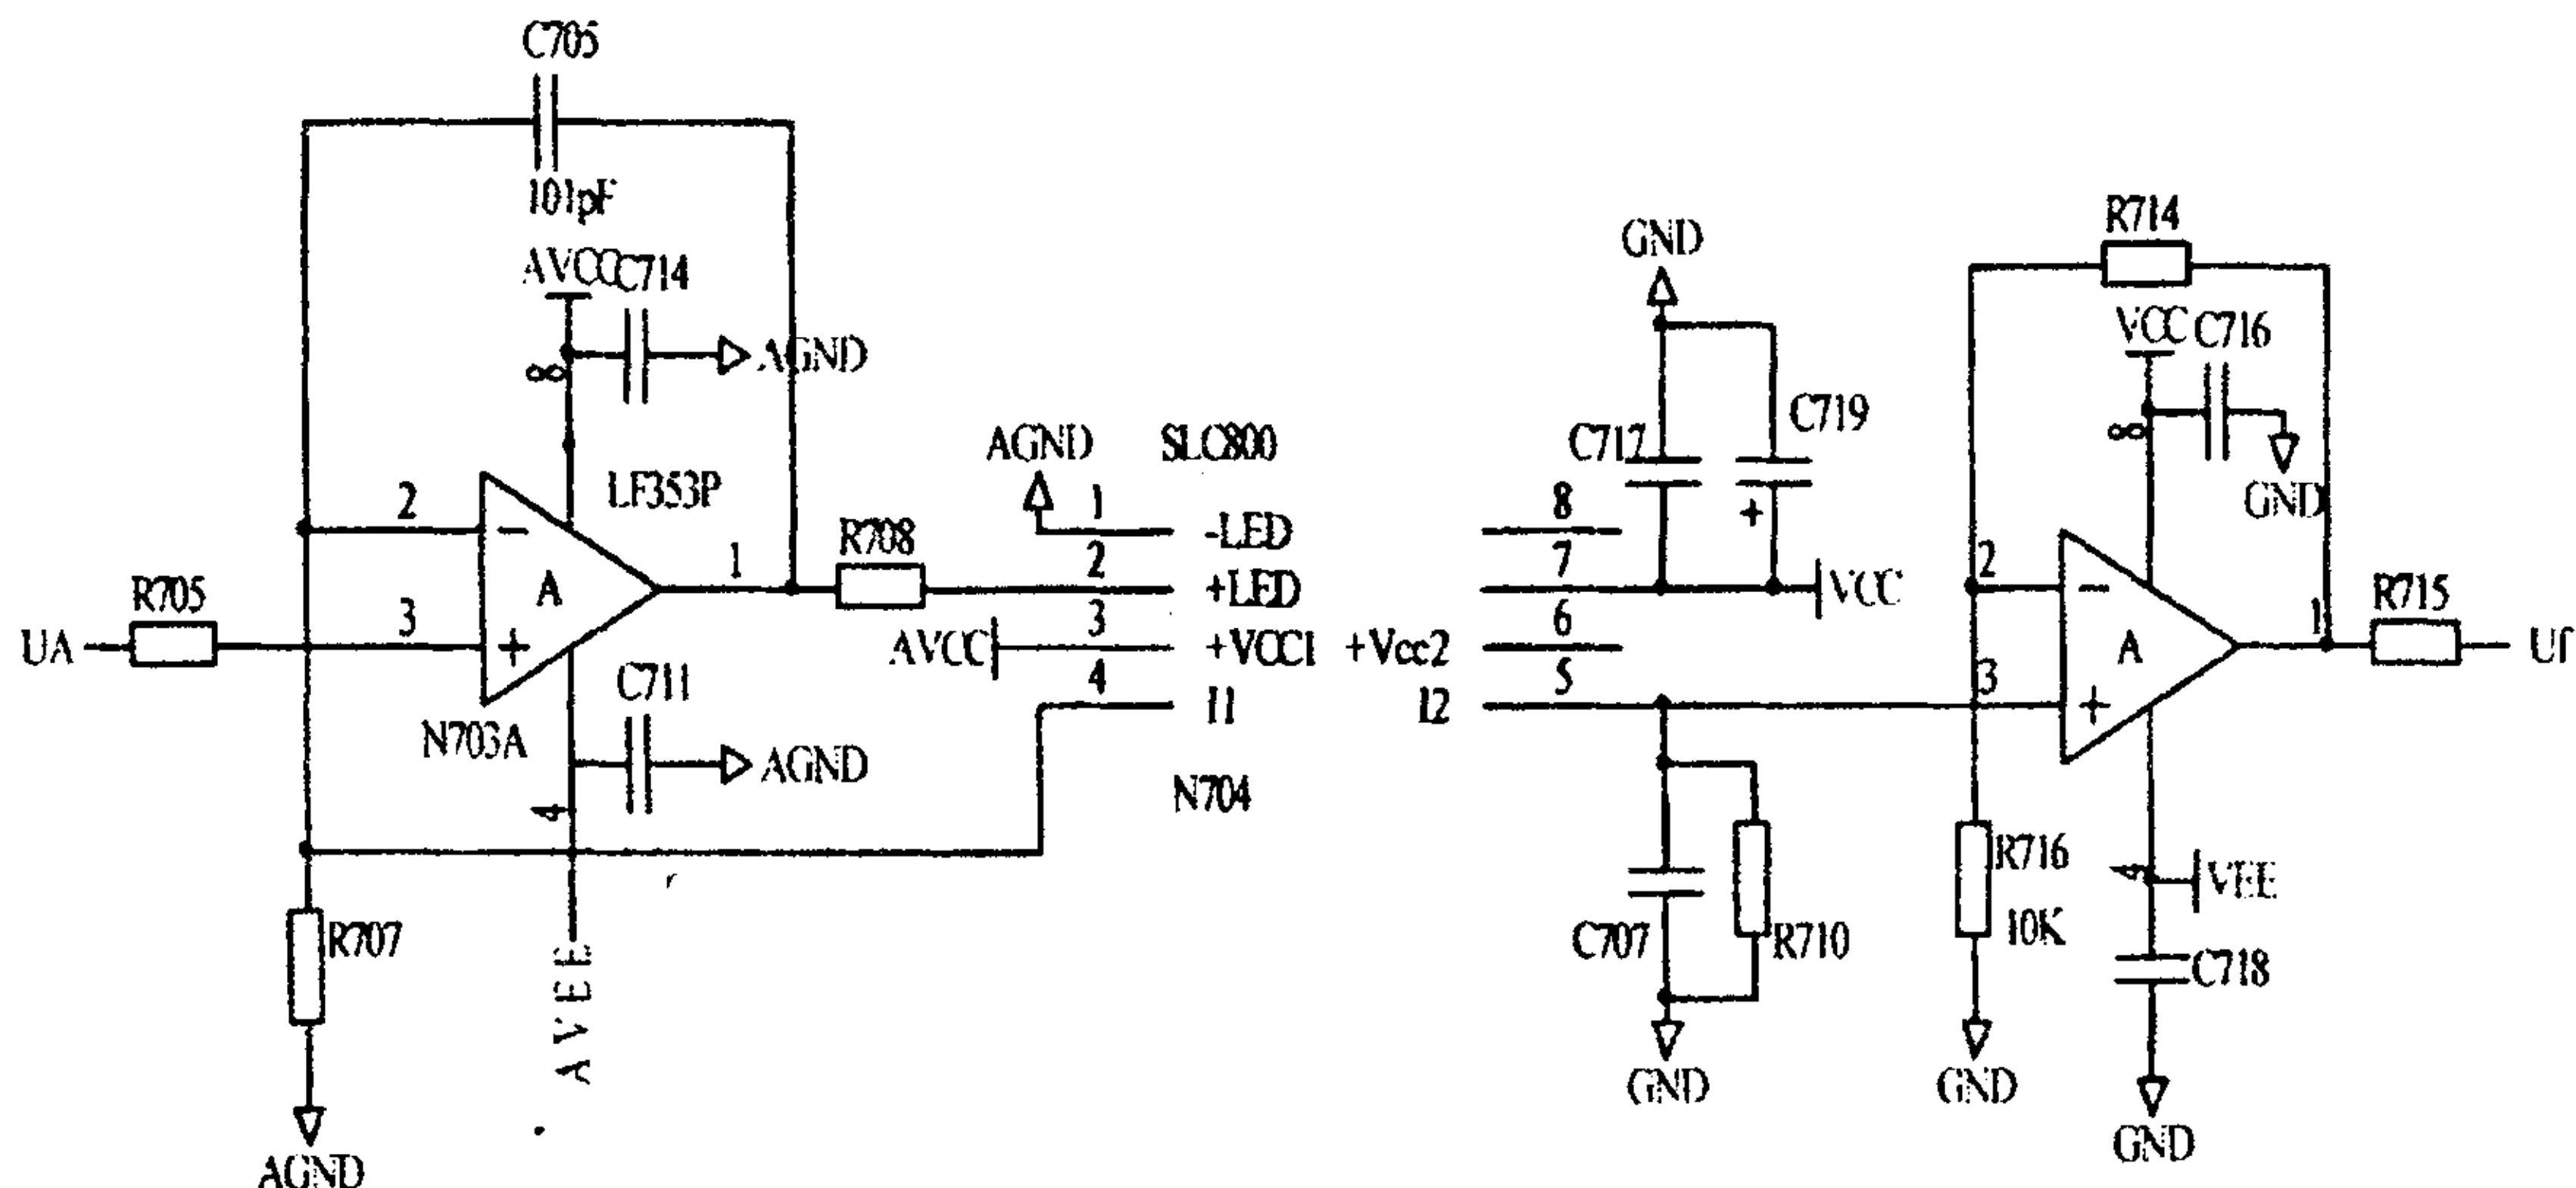 C705
101pF
AVCC
C714
8
AGND
2
LF353P
R708
A
1
R705
3
UA
C711
N703A
AGND
4
R707
AVEE
AGND
AGND
SLC800
1
-LED
2
+LED
AVCC
3
+VCC1
4
I1
N704
GND
C717
C719
8
+
7
VCC
+Vcc2
6
I2
5
C707
R710
GND
R714
VCC
C716
8
GND
2
-
A
1
R715
3
+
R716
10K
4
VEE
C718
GND
GND